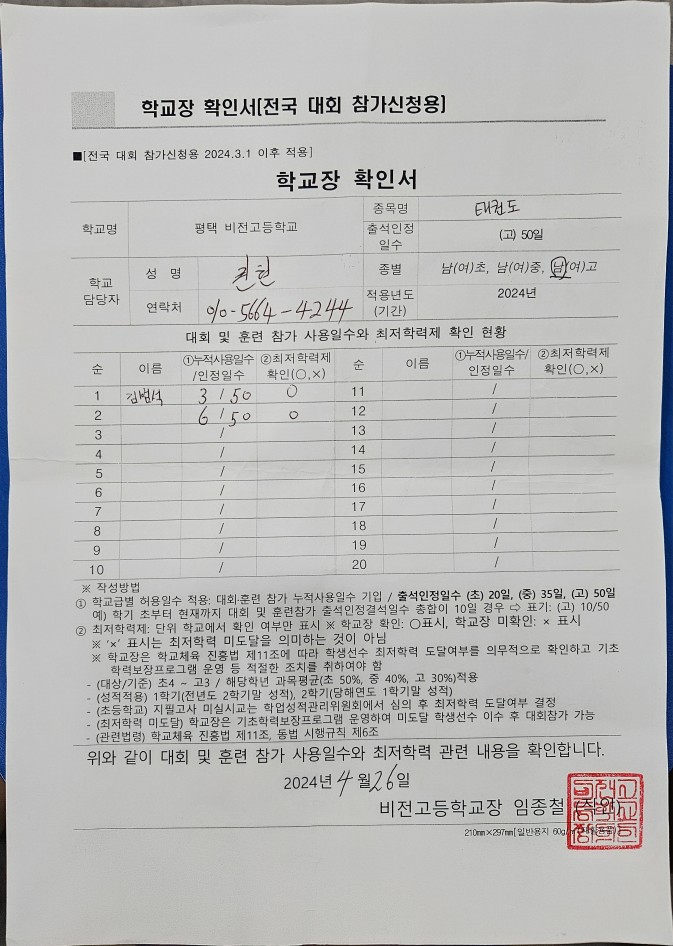 학교장 확인서[전국 대회 참가신청용]
■[전국 대회 참가신청용 2024.3.1 이후 적용]
학교장 확인서
학교명 평택 비전고등학교 종목명 태권도
출석인정 일수 (고) 50일
학교 담당자 성 명 권현 종별 남(여)초, 남(여)중, 남(여)고
연락처 010-5664-4244 적용년도 (기간) 2024년
대회 및 훈련 참가 사용일수와 최저학력제 확인 현황
순 이름 ①누적사용일수 /인정일수 ②최저학력제 확인(○,×) 순 이름 ①누적사용일수/ 인정일수 ②최저학력제 확인(○,×)
1 김범석 3 / 50 O 11 /
2 6 / 50 O 12 /
3 / 13 /
4 / 14 /
5 / 15 /
6 / 16 /
7 / 17 /
8 / 18 /
9 / 19 /
10 / 20 /
※ 작성방법
① 학교급별 허용일수 적용: 대회·훈련 참가 누적사용일수 기입 / 출석인정일수 (초) 20일, (중) 35일, (고) 50일
예) 학기 초부터 현재까지 대회 및 훈련참가 출석인정결석일수 총합이 10일 경우 ⇨ 표기: (고) 10/50
② 최저학력제: 단위 학교에서 확인 여부만 표시 ※ 학교장 확인: ○표시, 학교장 미확인: × 표시
※ '×' 표시는 최저학력 미도달을 의미하는 것이 아님
※ 학교장은 학교체육 진흥법 제11조에 따라 학생선수 최저학력 도달여부를 의무적으로 확인하고 기초
학력보장프로그램 운영 등 적절한 조치를 취하여야 함
- (대상/기준) 초4 ~ 고3 / 해당학년 과목평균(초 50%, 중 40%, 고 30%)적용
- (성적적용) 1학기(전년도 2학기말 성적), 2학기(당해연도 1학기말 성적)
- (초등학교) 지필고사 미실시교는 학업성적관리위원회에서 심의 후 최저학력 도달여부 결정
- (최저학력 미도달) 학교장은 기초학력보장프로그램 운영하여 미도달 학생선수 이수 후 대회참가 가능
- (관련법령) 학교체육 진흥법 제11조, 동법 시행규칙 제6조
위와 같이 대회 및 훈련 참가 사용일수와 최저학력 관련 내용을 확인합니다.
2024년 4월 26일
비전고등학교장 임종철 (직인)
210mm×297mm[일반용지 60g/